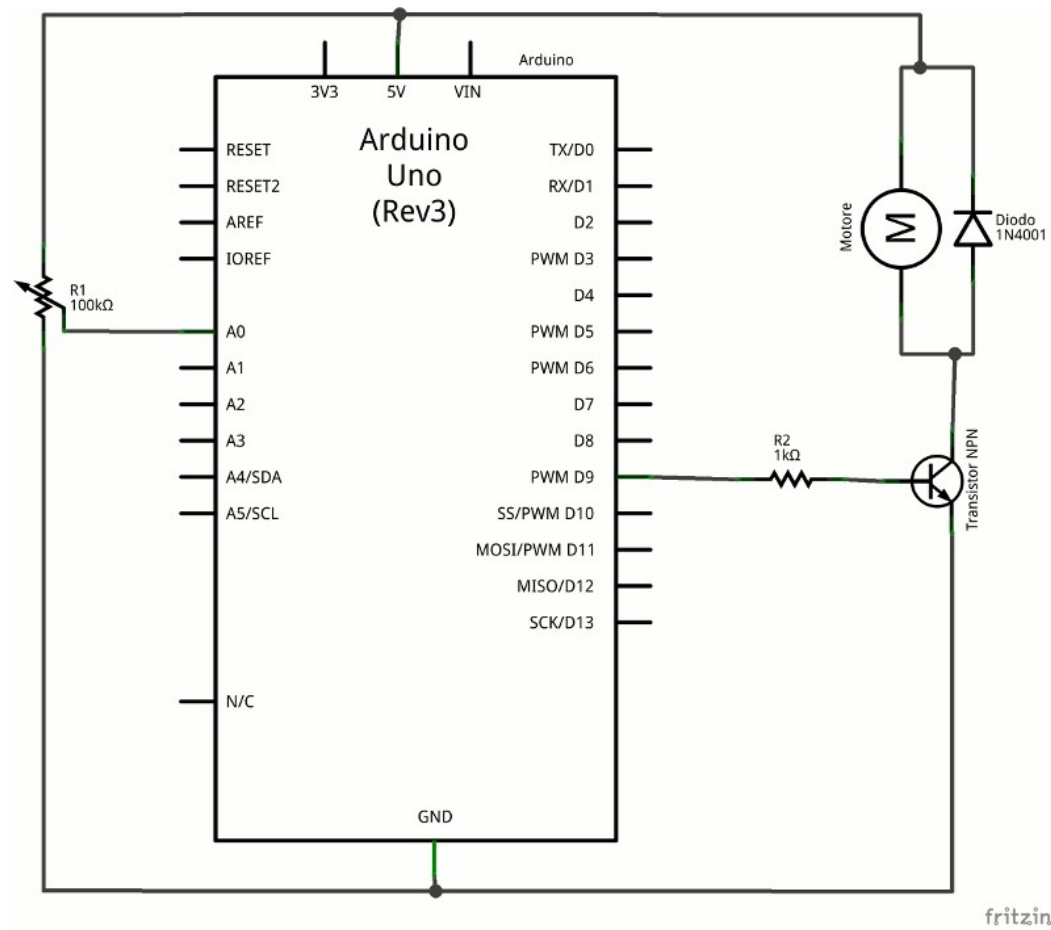 Arduino
3V3
5V
VIN
Arduino
Uno
(Rev3)
RESET
RESET2
AREF
IOREF
A0
A1
A2
A3
A4/SDA
A5/SCL
N/C
TX/D0
RX/D1
D2
PWM D3
D4
PWM D5
PWM D6
D7
D8
PWM D9
SS/PWM D10
MOSI/PWM D11
MISO/D12
SCK/D13
GND
R1
100kΩ
R2
1kΩ
Motore
M
Diodo
1N4001
Transistor NPN
fritzin